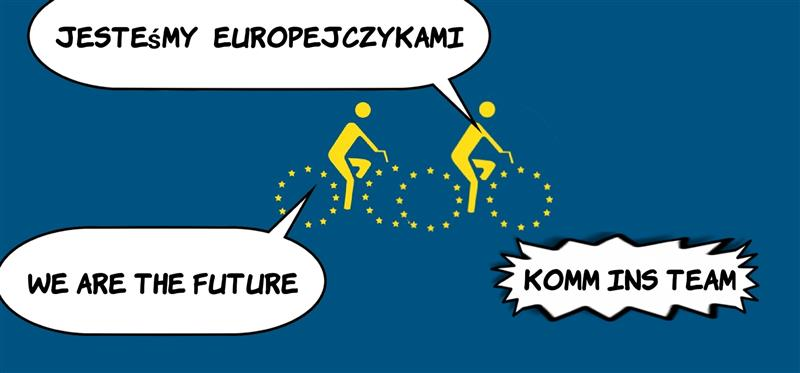 JESTEśMY EUROPEJCZYKAMI
WE ARE THE FUTURE
KOMM INS TEAM